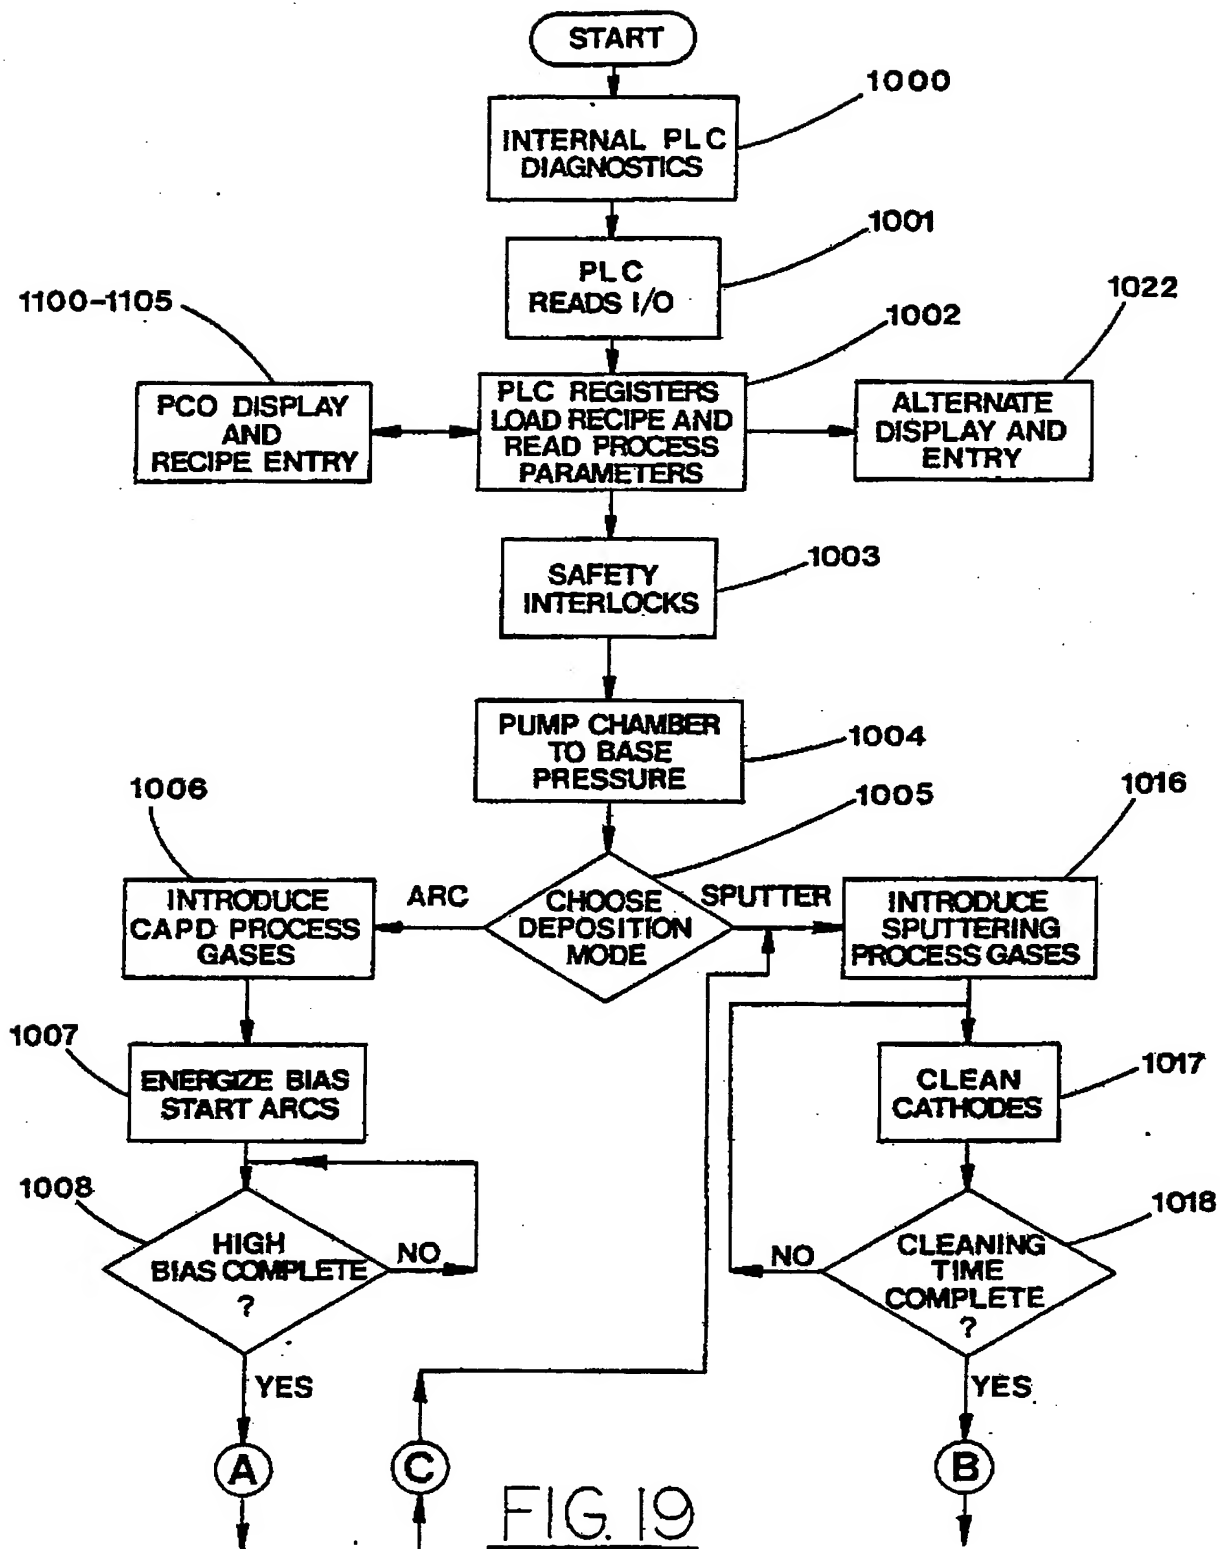 START
1000
INTERNAL PLC
DIAGNOSTICS
1001
PLC
READS I/O
1100-1105
1002
1022
PCO DISPLAY
AND
RECIPE ENTRY
PLC REGISTERS
LOAD RECIPE AND
READ PROCESS
PARAMETERS
ALTERNATE
DISPLAY AND
ENTRY
1003
SAFETY
INTERLOCKS
PUMP CHAMBER
TO BASE
PRESSURE
1004
1006
1005
1016
INTRODUCE
CAPD PROCESS
GASES
ARC
CHOOSE
DEPOSITION
MODE
SPUTTER
INTRODUCE
SPUTTERING
PROCESS GASES
1007
ENERGIZE BIAS
START ARCS
CLEAN
CATHODES
1017
1008
HIGH
BIAS COMPLETE
?
NO
1018
NO
CLEANING
TIME
COMPLETE
?
YES
YES
A
C
B
FIG. 19